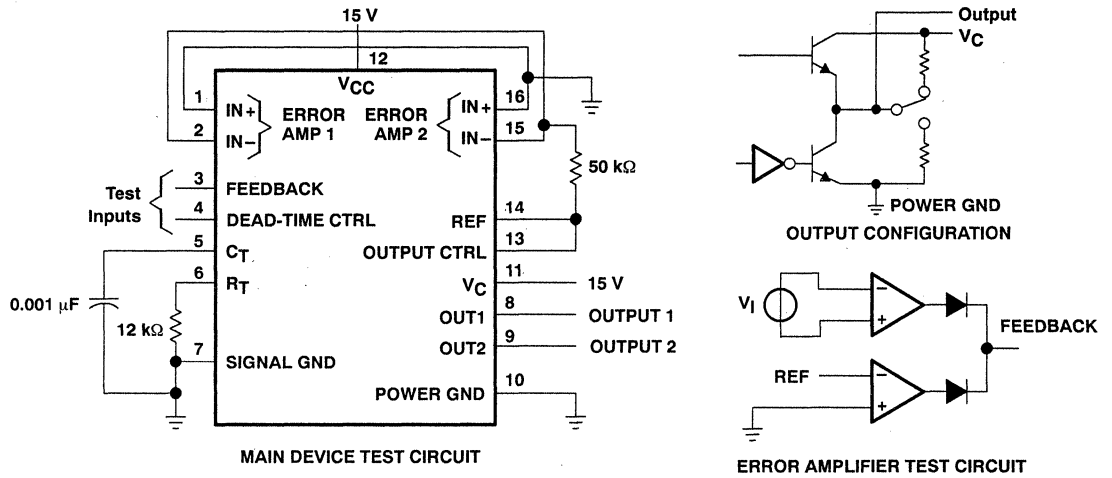 15 V
12
VCC
1
IN+
2
IN−
ERROR
AMP 1
ERROR
AMP 2
16
IN+
15
IN−
50 kΩ
Test
Inputs
3
FEEDBACK
4
DEAD-TIME CTRL
5
CT
6
RT
0.001 µF
12 kΩ
7
SIGNAL GND
14
REF
13
OUTPUT CTRL
11
VC
15 V
8
OUT1
OUTPUT 1
9
OUT2
OUTPUT 2
10
POWER GND
MAIN DEVICE TEST CIRCUIT
Output
VC
POWER GND
OUTPUT CONFIGURATION
VI
−
+
FEEDBACK
REF
−
+
ERROR AMPLIFIER TEST CIRCUIT